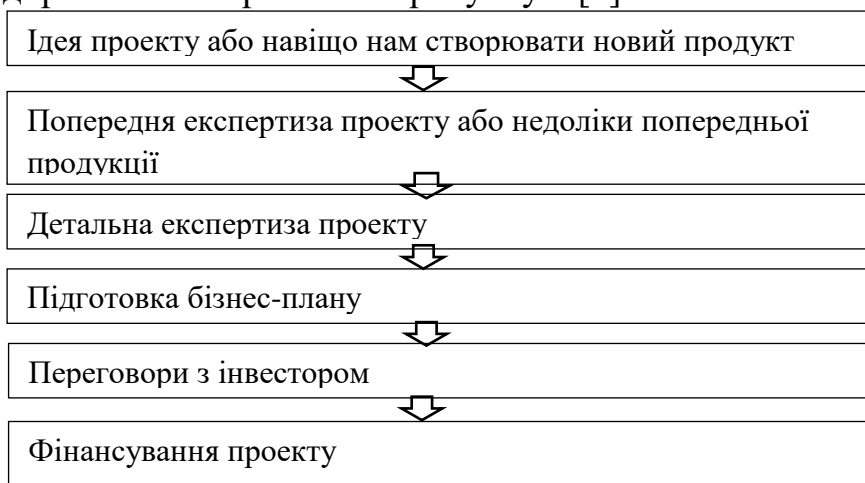 Ідея проекту або навіщо нам створювати новий продукт
Попередня експертиза проекту або недоліки попередньої
продукції
Детальна експертиза проекту
Підготовка бізнес-плану
Переговори з інвестором
Фінансування проекту